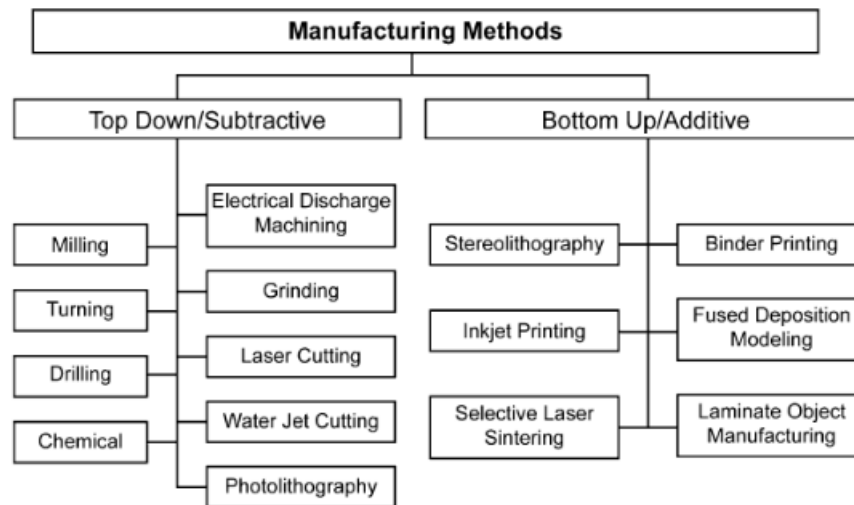 Manufacturing Methods
Top Down/Subtractive
Milling
Turning
Drilling
Chemical
Electrical Discharge
Machining
Grinding
Laser Cutting
Water Jet Cutting
Photolithography
Bottom Up/Additive
Stereolithography
Inkjet Printing
Selective Laser
Sintering
Binder Printing
Fused Deposition
Modeling
Laminate Object
Manufacturing